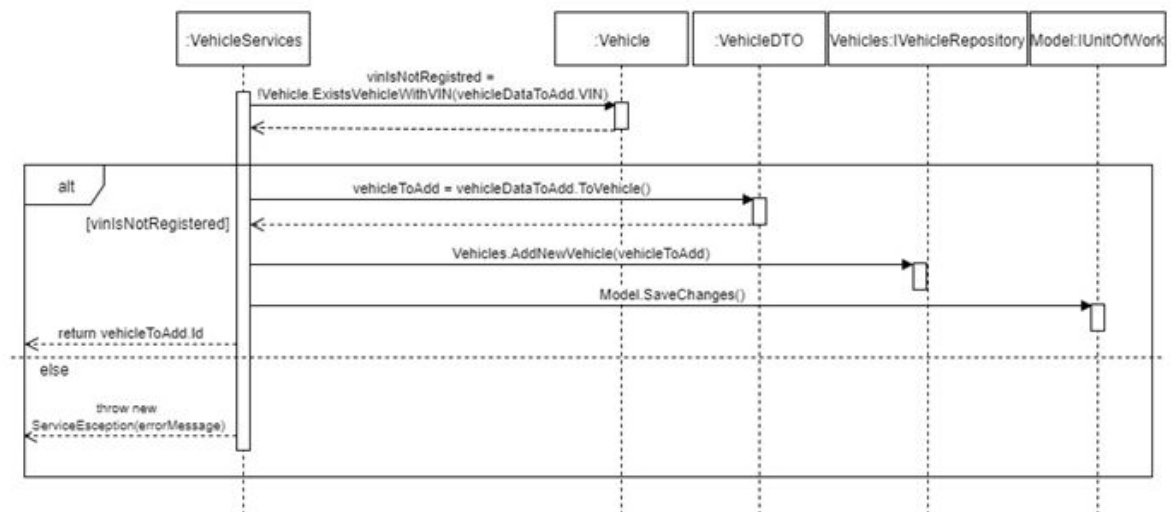 :VehicleServices
:Vehicle
:VehicleDTO
Vehicles:IVehicleRepository
Model:IUnitOfWork
vinIsNotRegistred =
!Vehicle.ExistsVehicleWithVIN(vehicleDataToAdd.VIN)
alt
vehicleToAdd = vehicleDataToAdd.ToVehicle()
[vinIsNotRegistered]
Vehicles.AddNewVehicle(vehicleToAdd)
Model.SaveChanges()
return vehicleToAdd.Id
else
throw new
ServiceException(errorMessage)